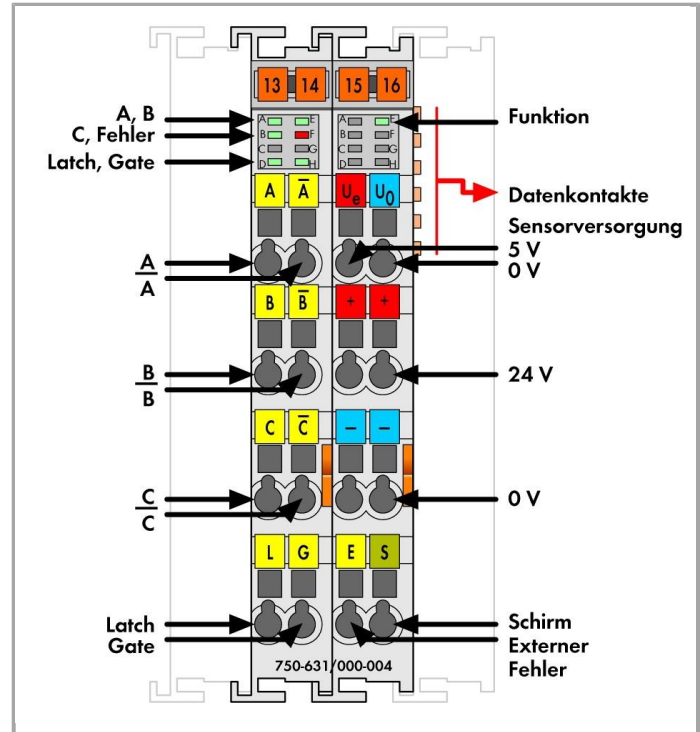 13 14 15 16
A, B
C, Fehler
Latch, Gate
A E
B F
C G
D H
A E
B F
C G
D H
Funktion
Datenkontakte
A A̅ Ue U0
Sensorversorgung
5 V
0 V
A
A̅
B B̅ + +
B
B̅
24 V
C C̅ − −
C
C̅
0 V
L G E S
Latch
Gate
Schirm
Externer
Fehler
750-631/000-004